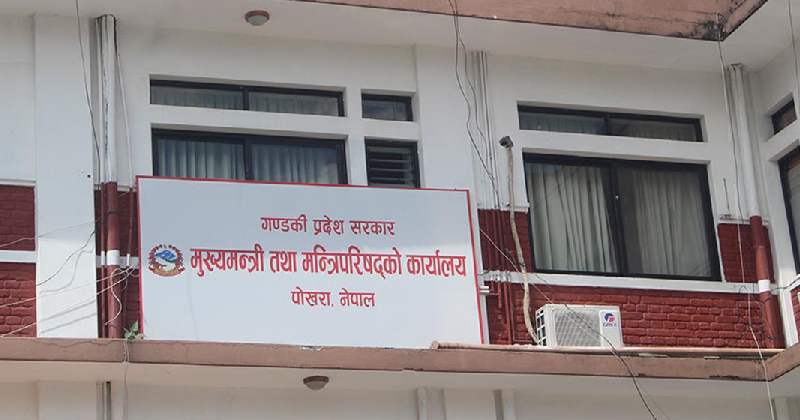 गण्डकी प्रदेश सरकार
मुख्यमन्त्री तथा मन्त्रिपरिषद्को कार्यालय
पोखरा, नेपाल